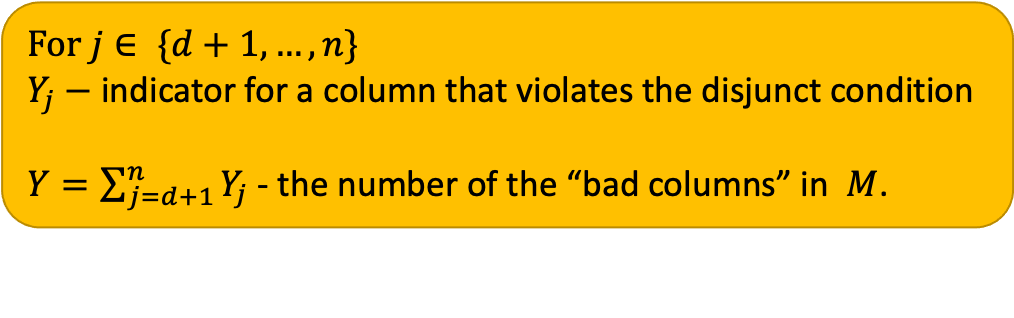 For 𝑗 ∈ {𝑑 + 1, … , 𝑛}
𝑌𝑗 − indicator for a column that violates the disjunct condition
𝑌 = ∑ⁿ𝑗=𝑑+1 𝑌𝑗 - the number of the “bad columns” in 𝑀.